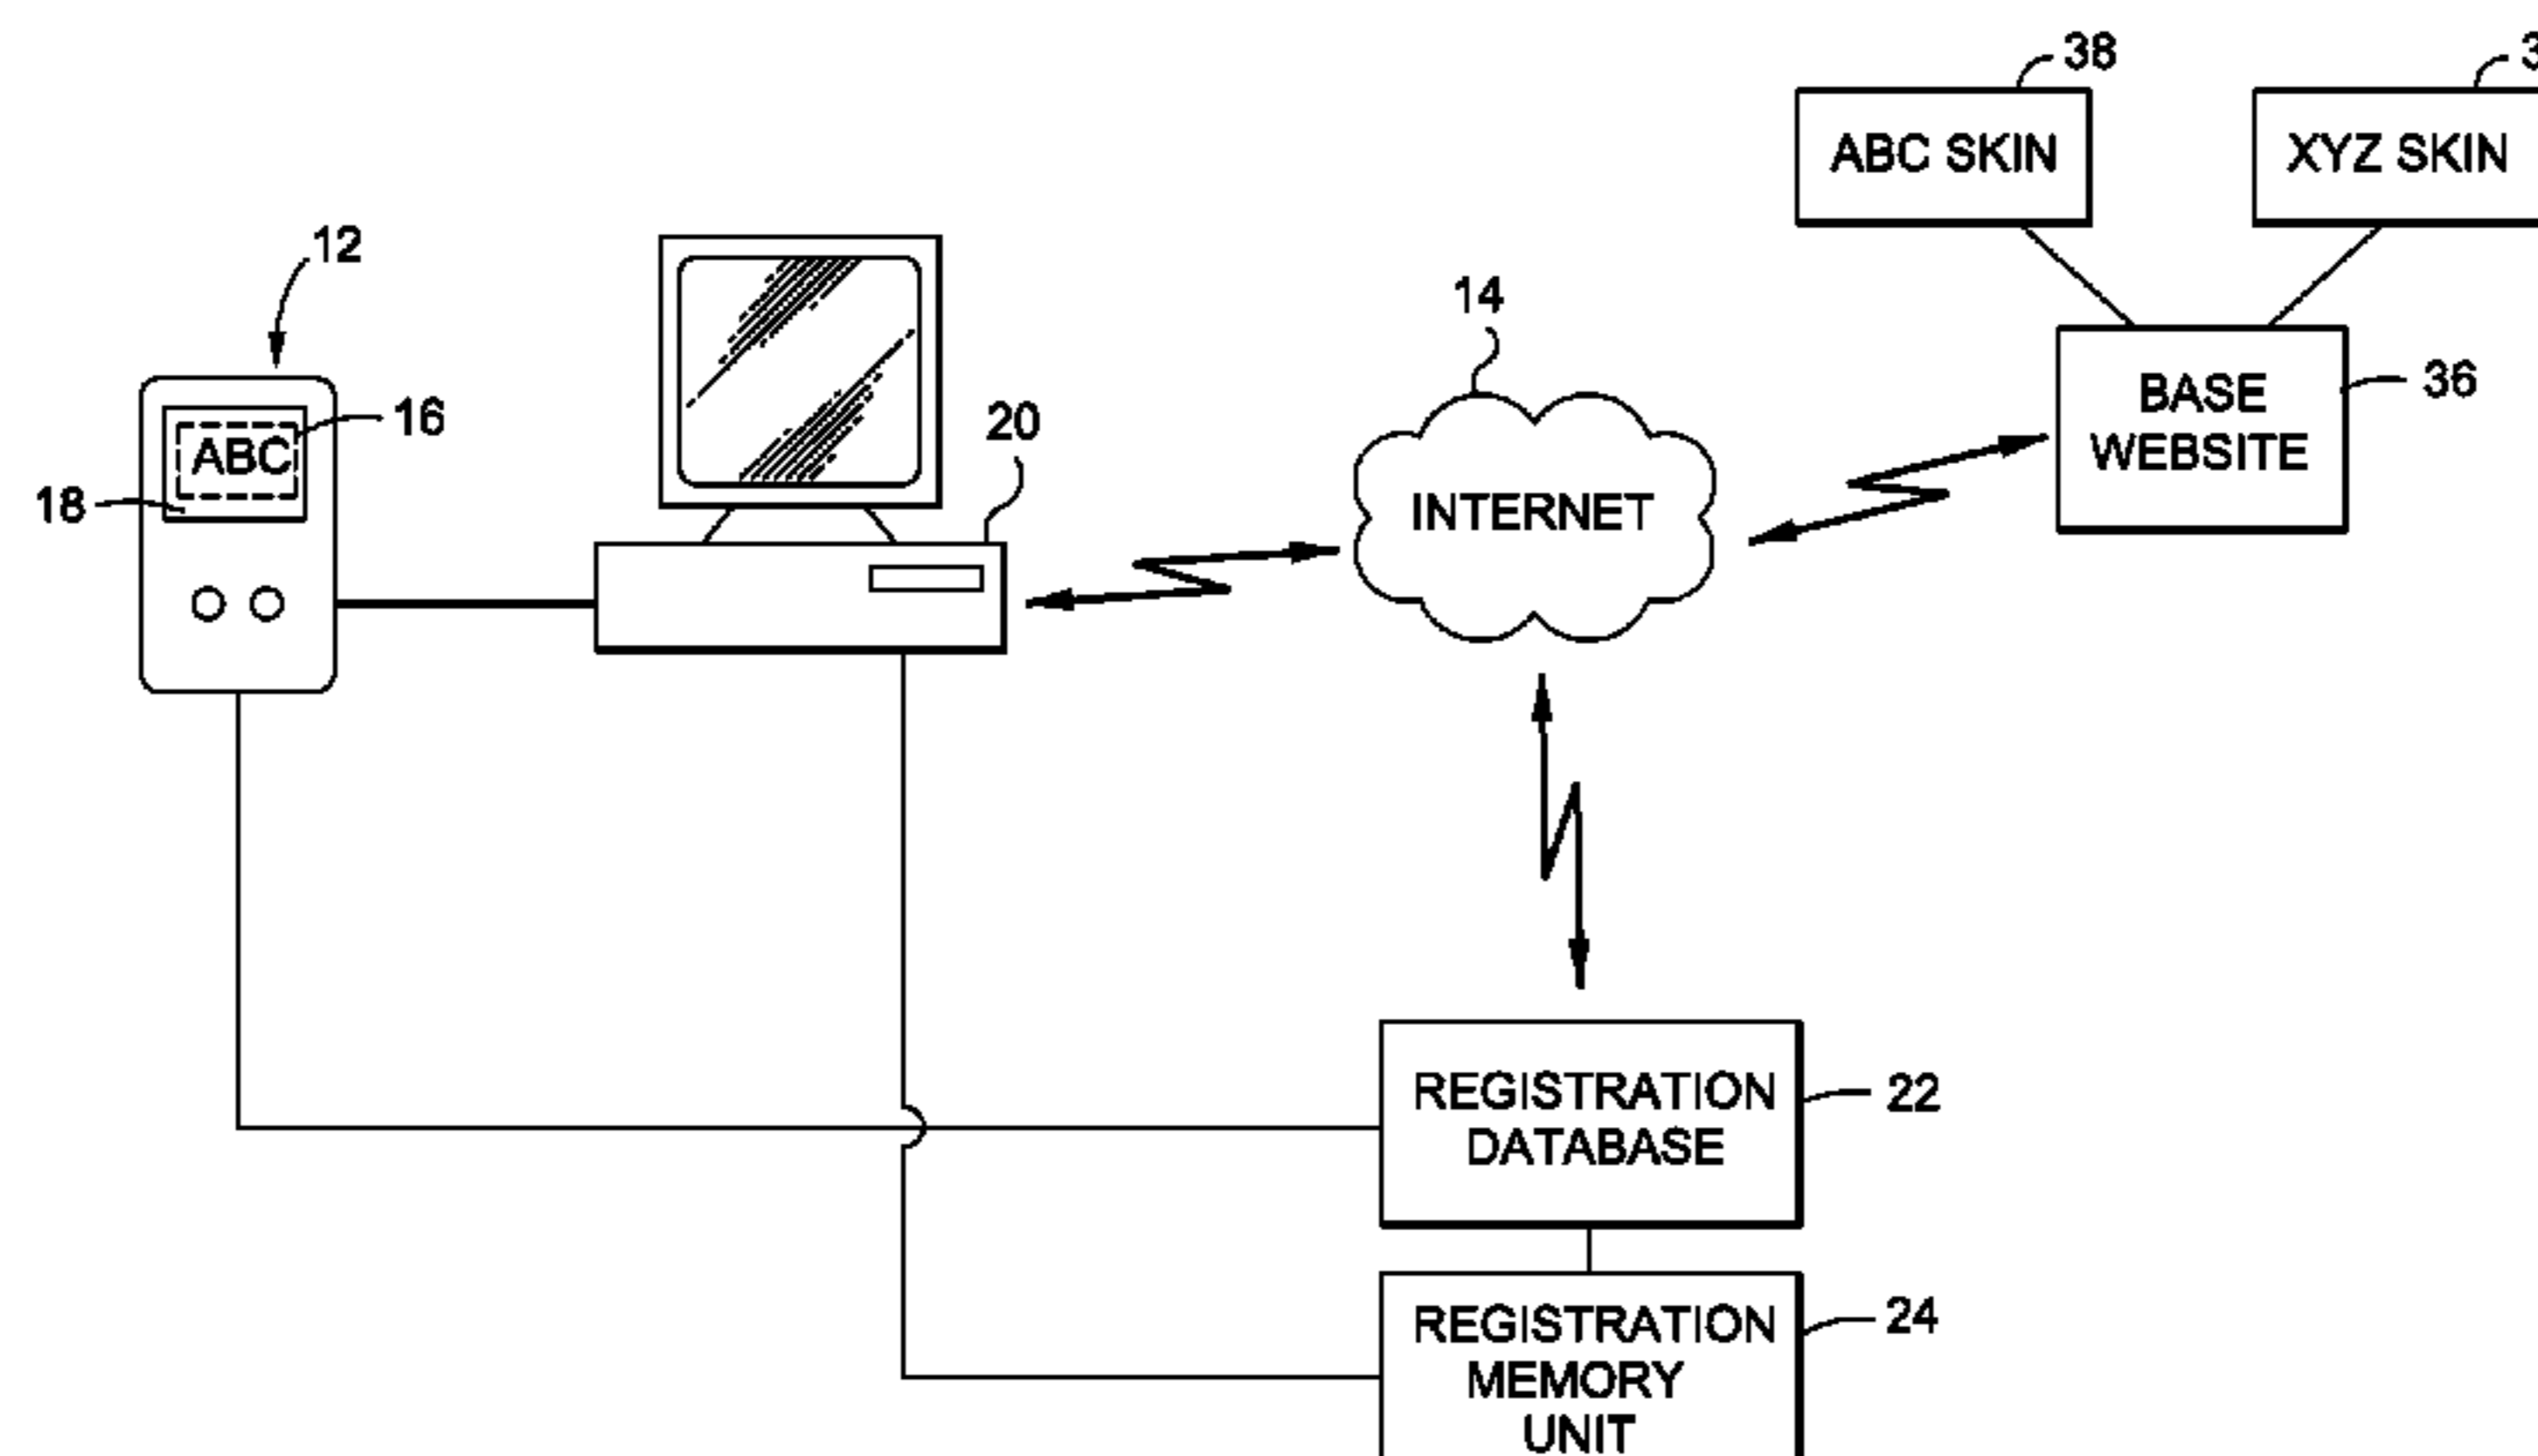 38
3
ABC SKIN
XYZ SKIN
12
14
BASE
WEBSITE
36
16
ABC
20
18
INTERNET
REGISTRATION
DATABASE
22
REGISTRATION
MEMORY
UNIT
24